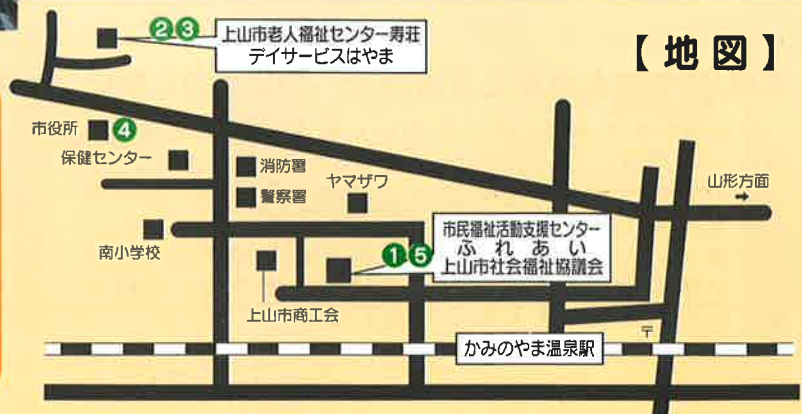 【地図】
②③
上山市老人福祉センター寿荘
デイサービスはやま
市役所
④
保健センター
消防署
警察署
ヤマザワ
山形方面
→
南小学校
①⑤
市民福祉活動支援センター
ふれあい
上山市社会福祉協議会
上山市商工会
〒
かみのやま温泉駅